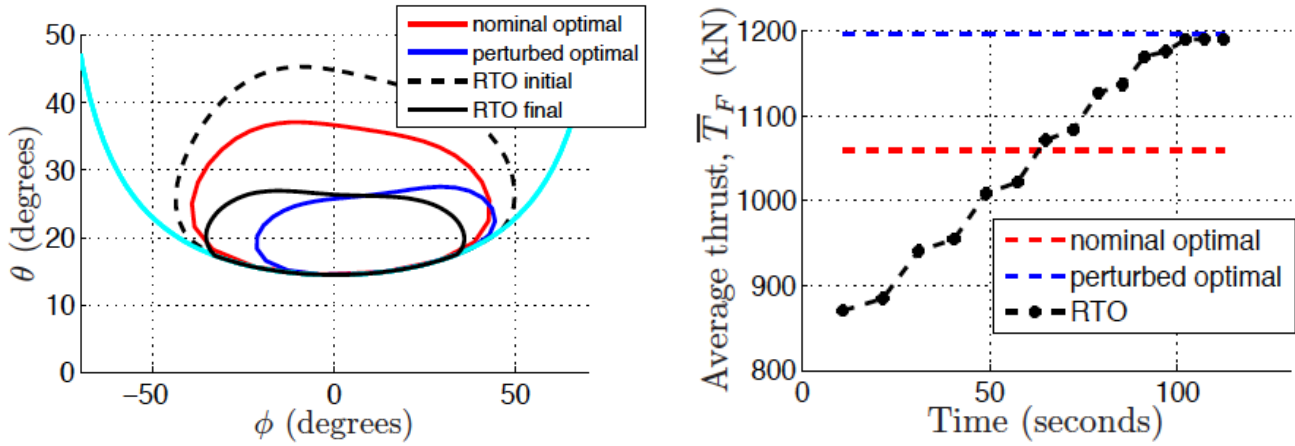 nominal optimal
perturbed optimal
RTO initial
RTO final
θ (degrees)
50
40
30
20
10
0
−50
0
50
ϕ (degrees)
Average thrust, T̅_F (kN)
1200
1100
1000
900
800
nominal optimal
perturbed optimal
RTO
0
50
100
Time (seconds)